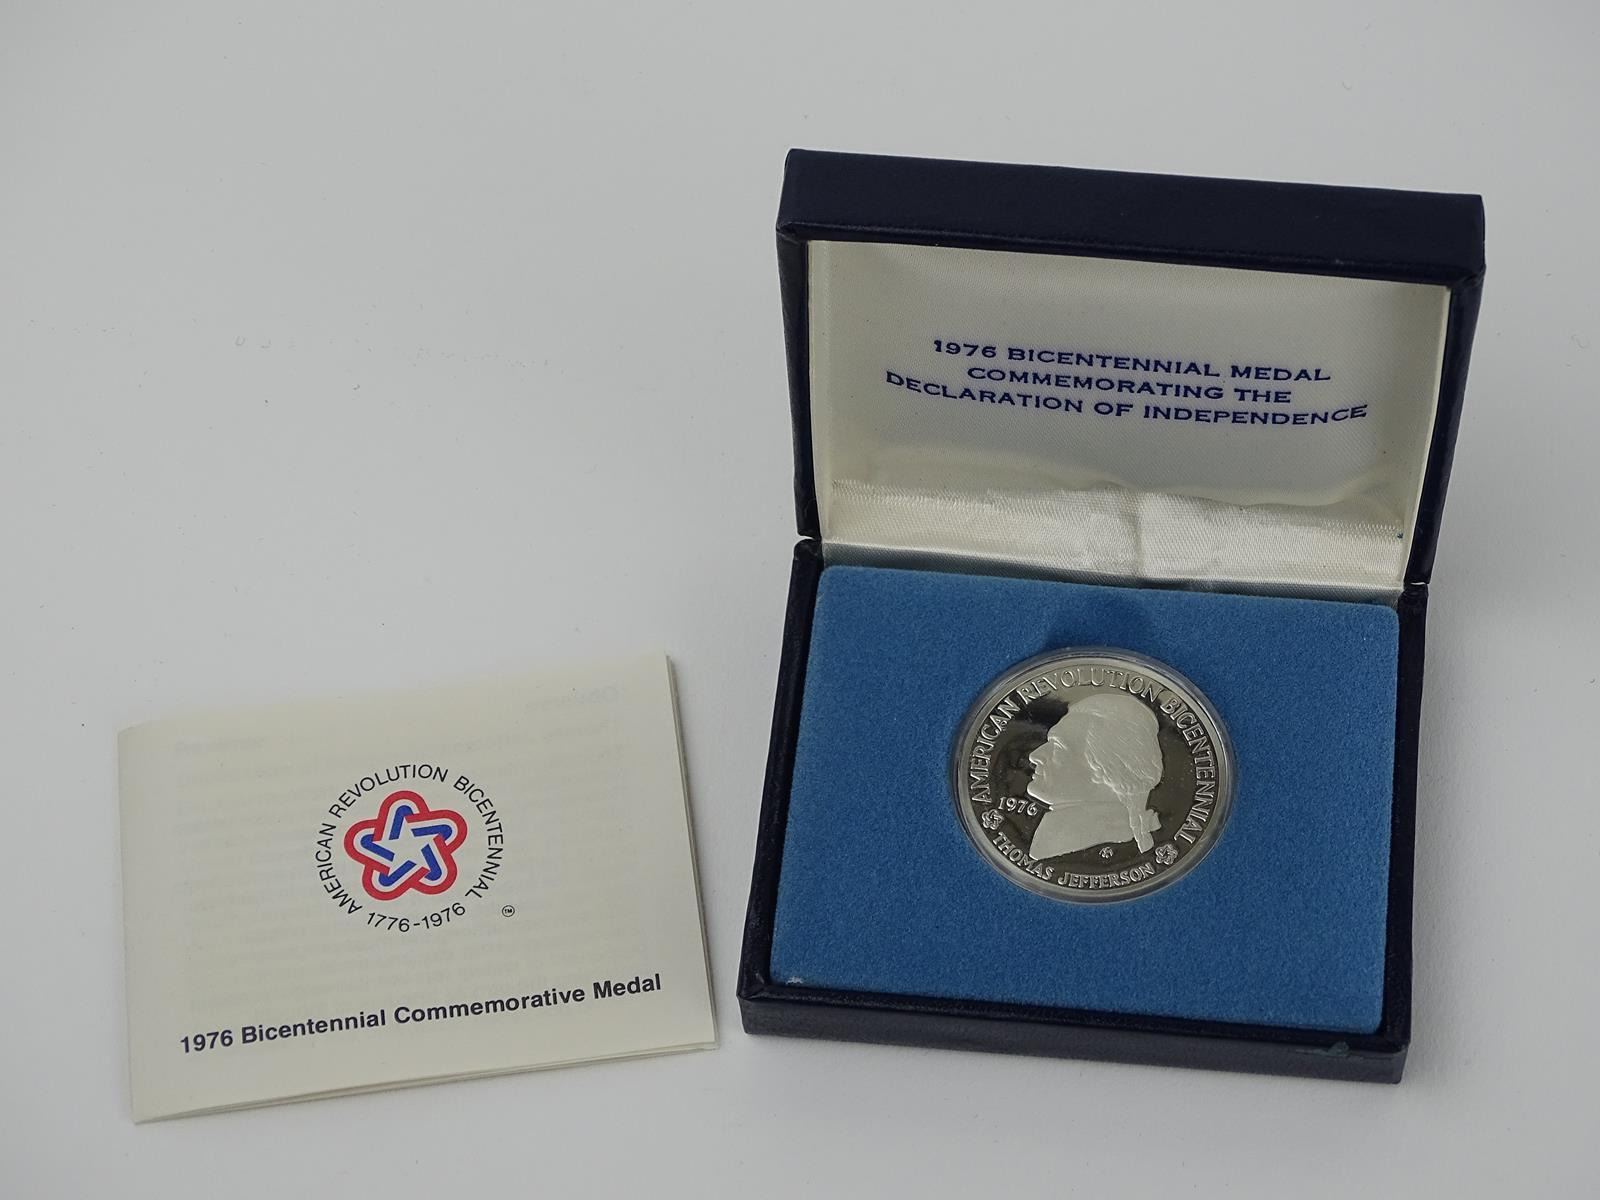 1976 BICENTENNIAL MEDAL
COMMEMORATING THE
DECLARATION OF INDEPENDENCE
AMERICAN REVOLUTION BICENTENNIAL
1976
THOMAS JEFFERSON
AMERICAN REVOLUTION BICENTENNIAL
1776-1976
TM
1976 Bicentennial Commemorative Medal